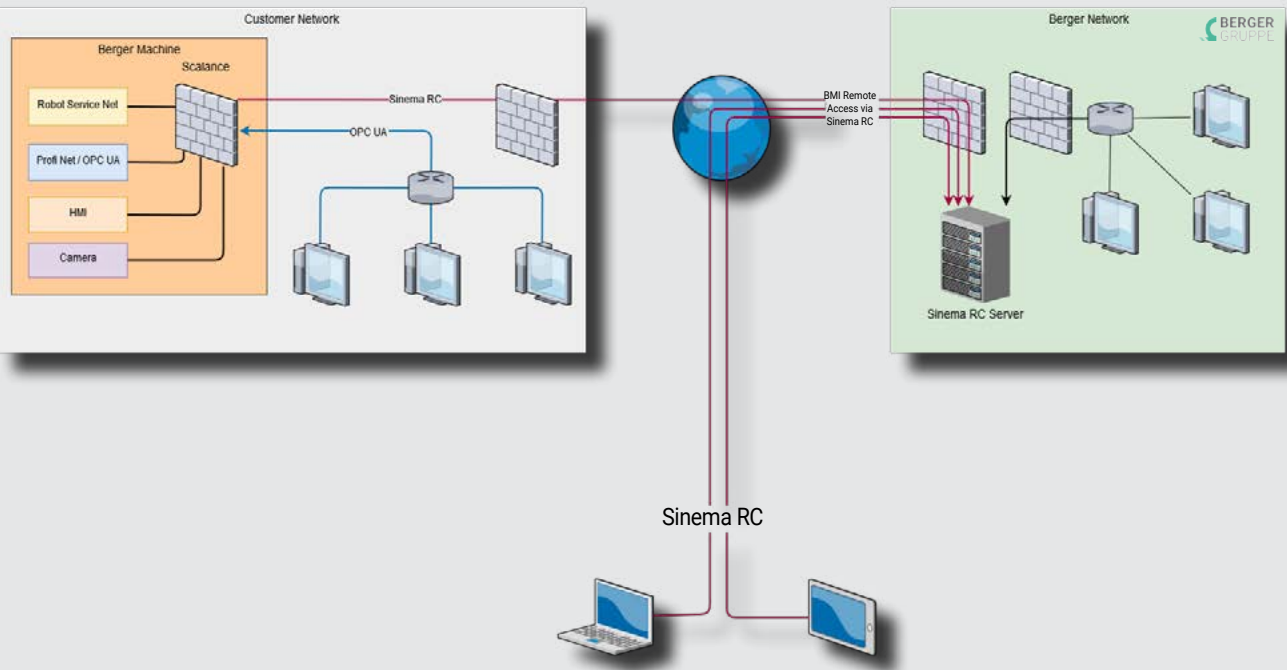 Customer Network
Berger Machine
Scalance
Robot Service Net
Profi Net / OPC UA
HMI
Camera
Sinema RC
OPC UA
BMI Remote
Access via
Sinema RC
Berger Network
BERGER
GRUPPE
Sinema RC Server
Sinema RC